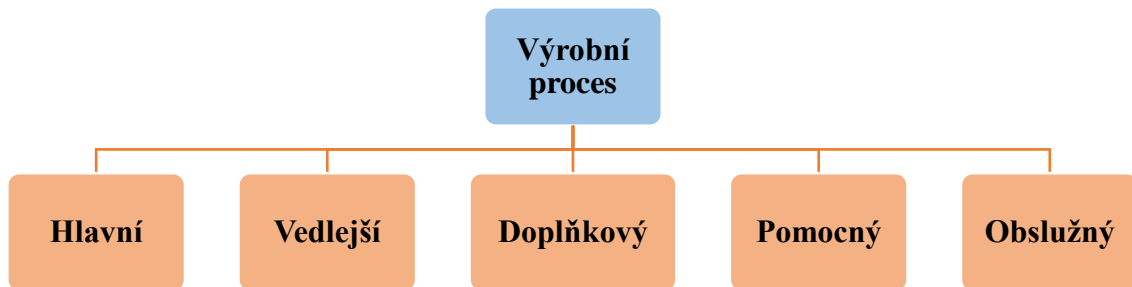 Výrobní
proces
Hlavní
Vedlejší
Doplňkový
Pomocný
Obslužný